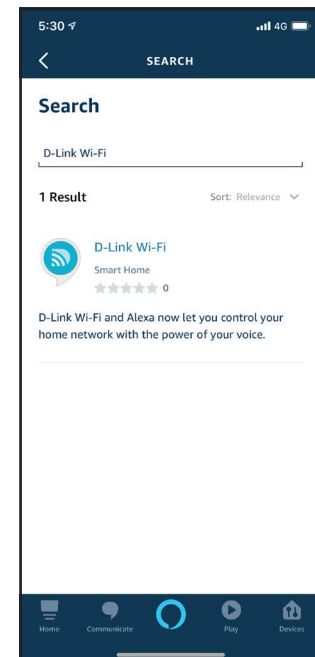 5:30 4G
SEARCH
Search
D-Link Wi-Fi
1 Result Sort: Relevance
D-Link Wi-Fi
Smart Home
0
D-Link Wi-Fi and Alexa now let you control your
home network with the power of your voice.
Home Communicate Play Devices